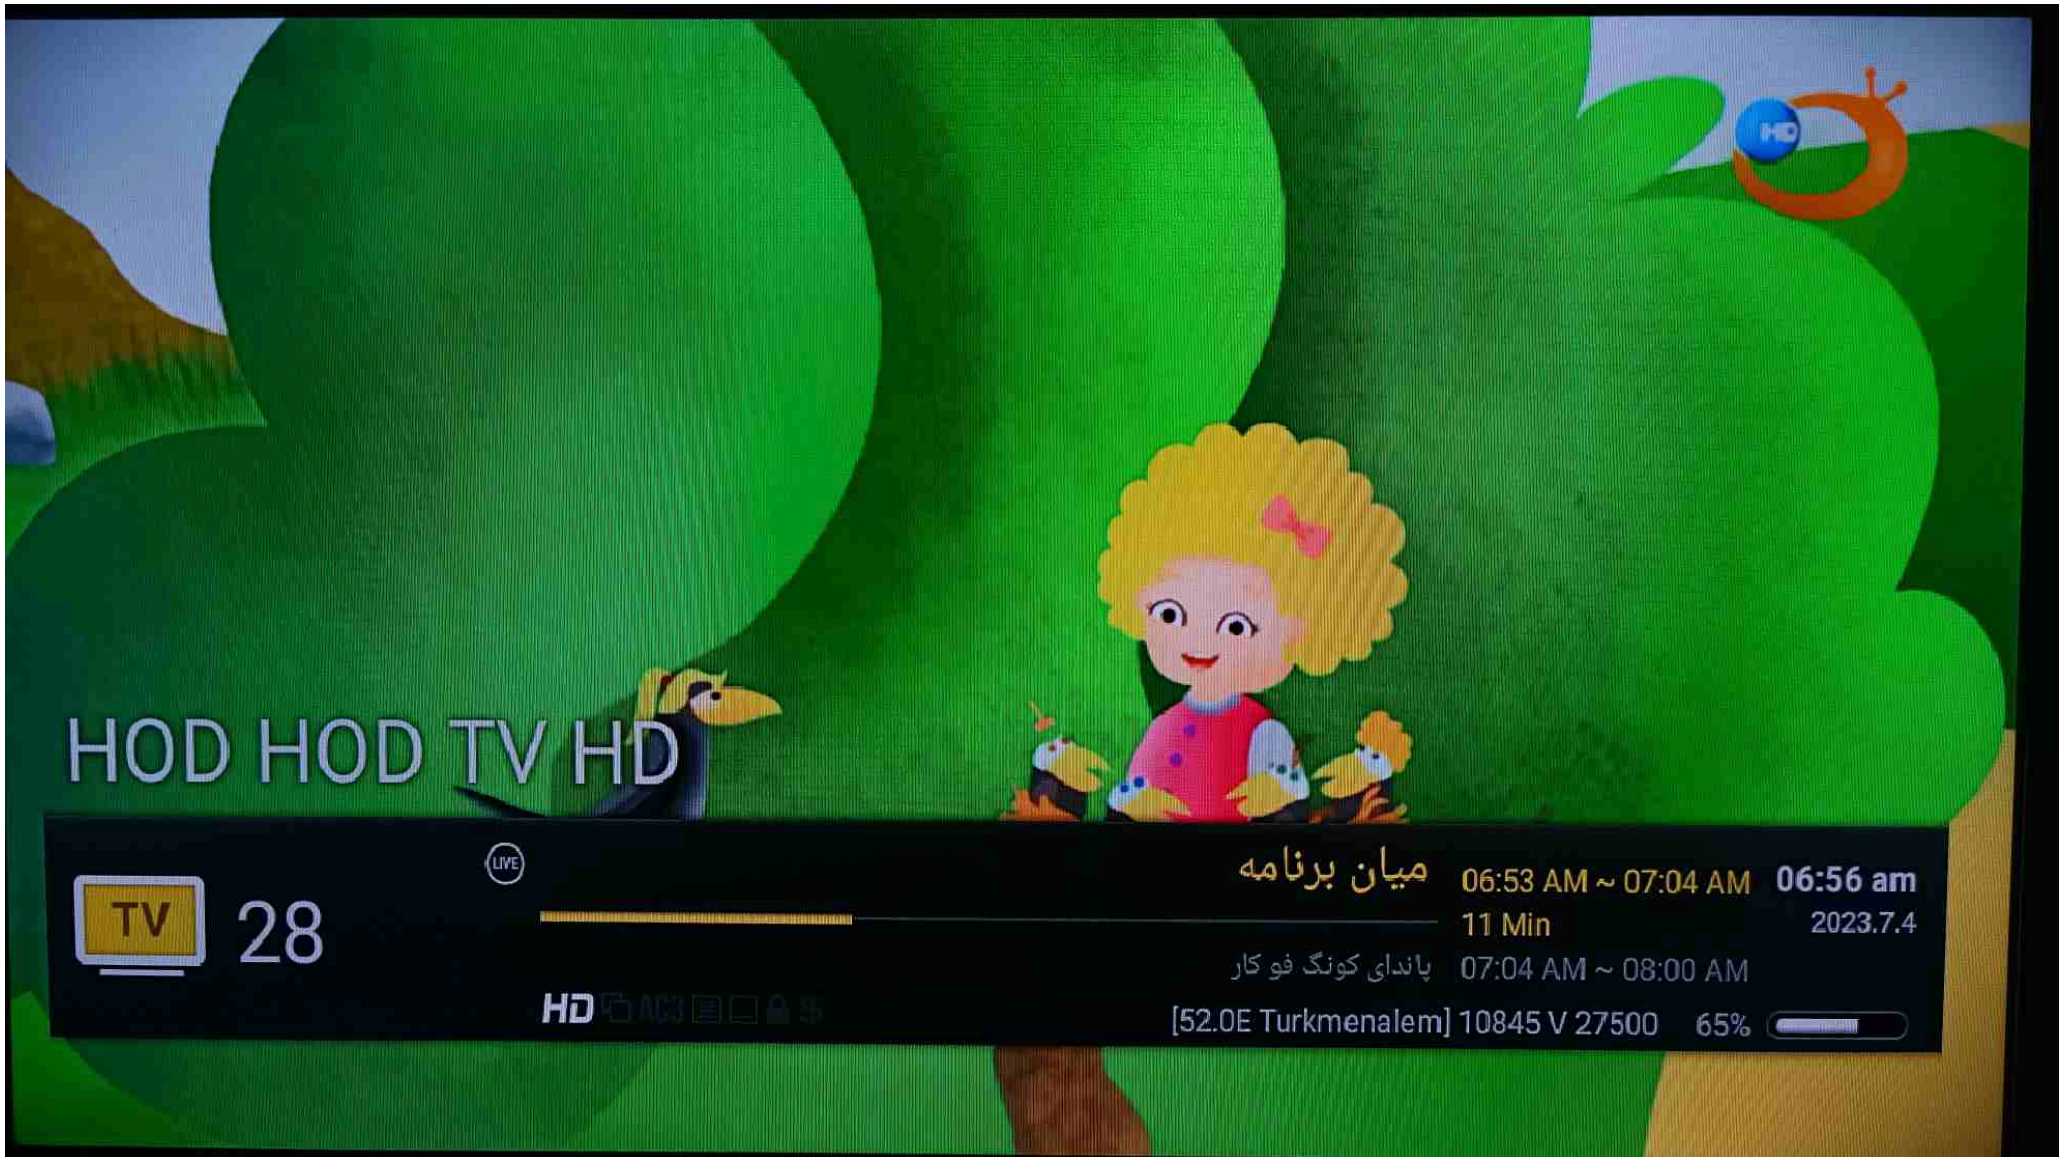 HD
HOD HOD TV HD
LIVE
میان برنامه 06:53 AM ~ 07:04 AM 06:56 am
TV 28
11 Min 2023.7.4
پاندای کونگ فو کار 07:04 AM ~ 08:00 AM
HD AC3 $
[52.0E Turkmenalem] 10845 V 27500 65%